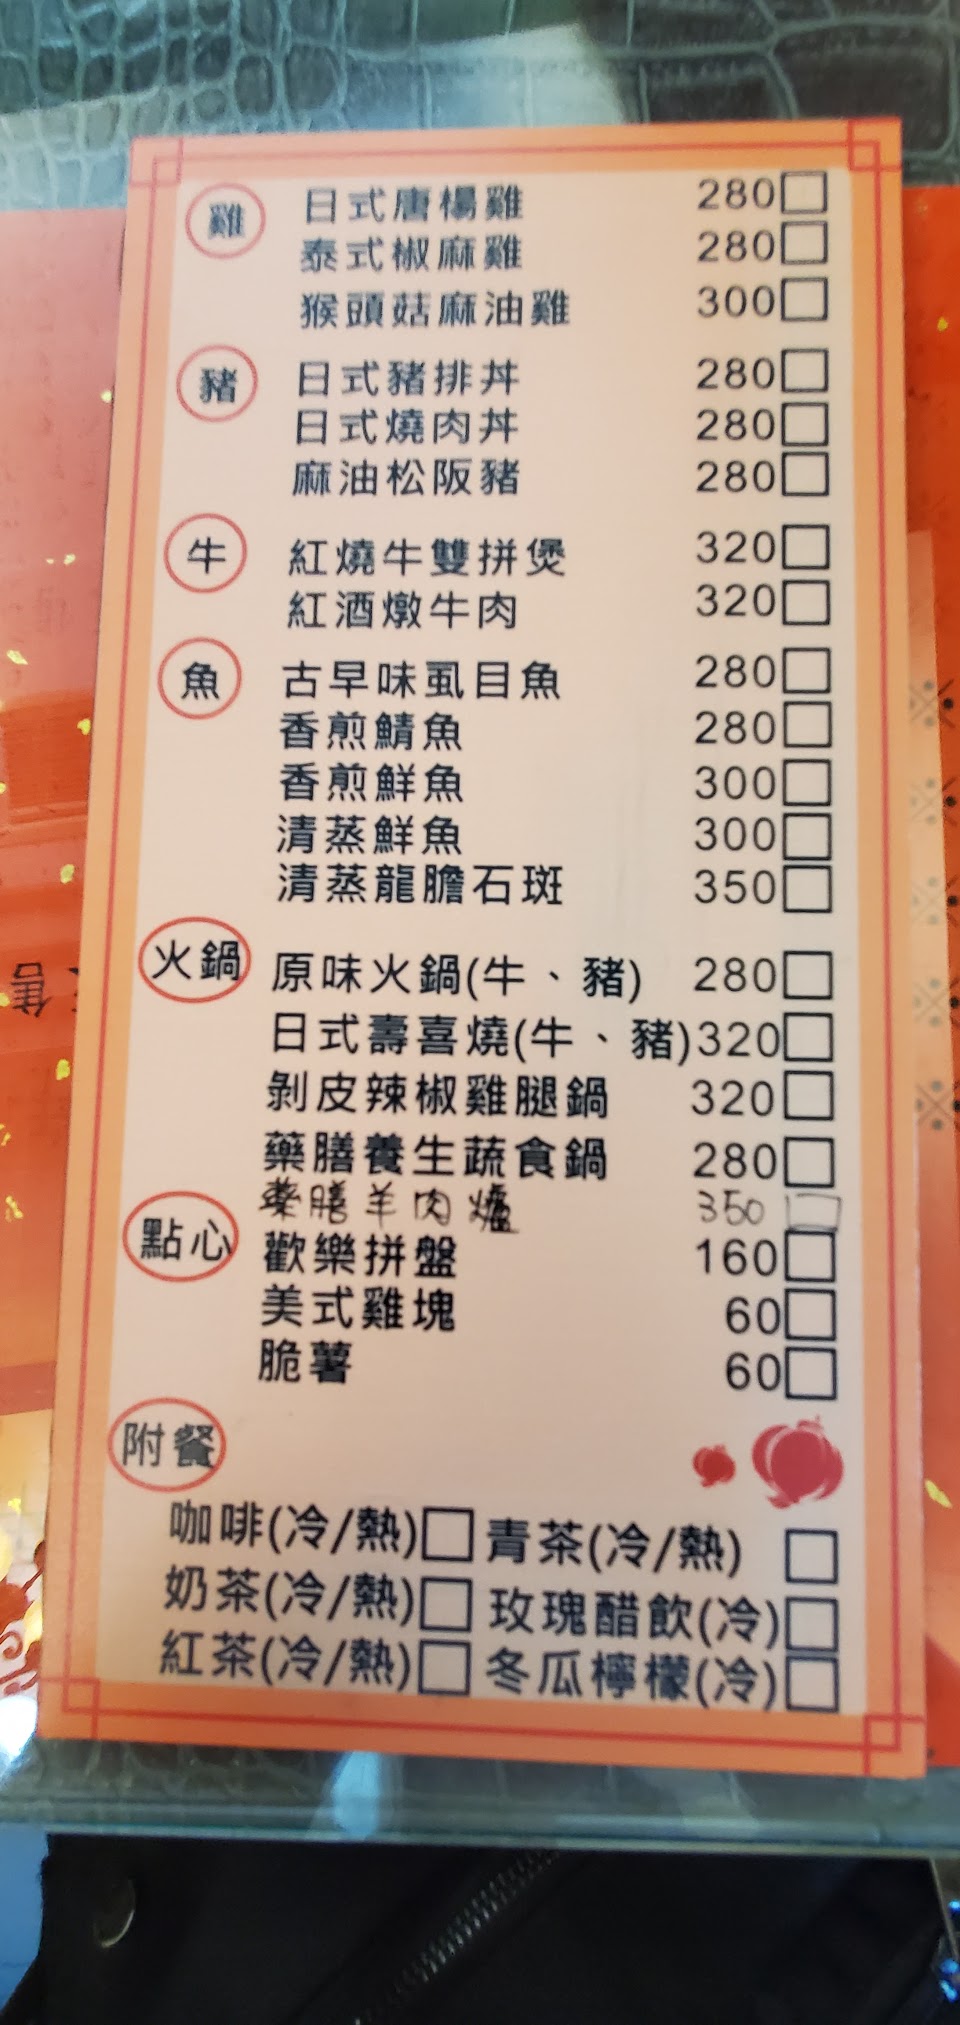 雞 日式唐楊雞 280
泰式椒麻雞 280
猴頭菇麻油雞 300
豬 日式豬排丼 280
日式燒肉丼 280
麻油松阪豬 280
牛 紅燒牛雙拼煲 320
紅酒燉牛肉 320
魚 古早味虱目魚 280
香煎鯖魚 280
香煎鮮魚 300
清蒸鮮魚 300
清蒸龍膽石斑 350
火鍋 原味火鍋(牛、豬) 280
日式壽喜燒(牛、豬) 320
剝皮辣椒雞腿鍋 320
藥膳養生蔬食鍋 280
藥膳羊肉爐 350
點心 歡樂拼盤 160
美式雞塊 60
脆薯 60
附餐
咖啡(冷/熱) 青茶(冷/熱)
奶茶(冷/熱) 玫瑰醋飲(冷)
紅茶(冷/熱) 冬瓜檸檬(冷)
售